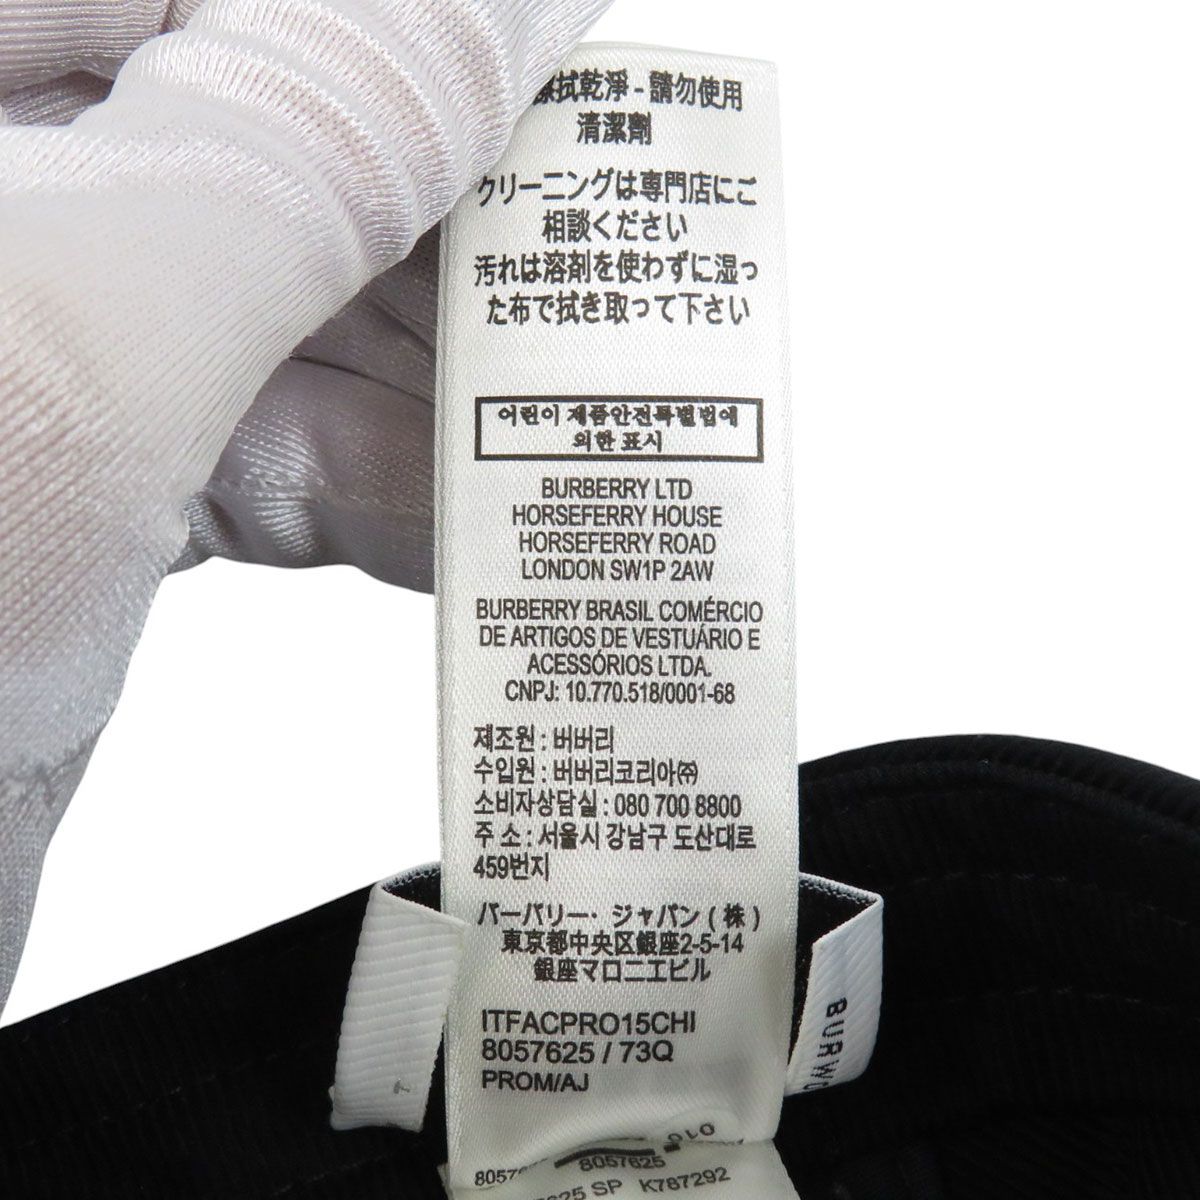 拭乾淨 - 請勿使用
清潔劑
クリーニングは専門店にご
相談ください
汚れは溶剤を使わずに湿っ
た布で拭き取って下さい
어린이 제품안전특별법에
의한 표시
BURBERRY LTD
HORSEFERRY HOUSE
HORSEFERRY ROAD
LONDON SW1P 2AW
BURBERRY BRASIL COMÉRCIO
DE ARTIGOS DE VESTUÁRIO E
ACESSÓRIOS LTDA.
CNPJ: 10.770.518/0001-68
제조원 : 버버리
수입원 : 버버리코리아㈜
소비자상담실 : 080 700 8800
주 소 : 서울시 강남구 도산대로
459번지
バーバリー・ジャパン ( 株 )
東京都中央区銀座2-5-14
銀座マロニエビル
ITFACPRO15CHI
8057625 / 73Q
PROM/AJ
010
8057625
SP K787292